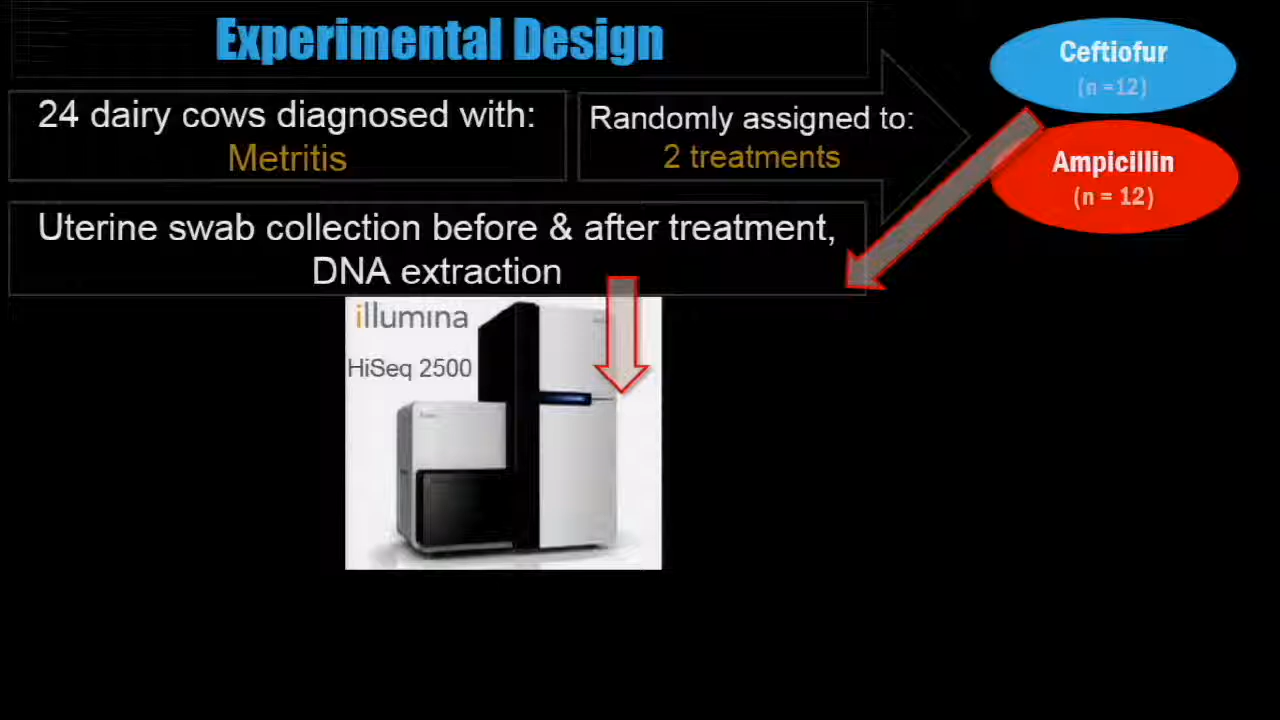 Experimental Design
24 dairy cows diagnosed with:
Metritis
Randomly assigned to:
2 treatments
Ceftiofur
(n =12)
Ampicillin
(n = 12)
Uterine swab collection before & after treatment,
DNA extraction
illumina
HiSeq 2500